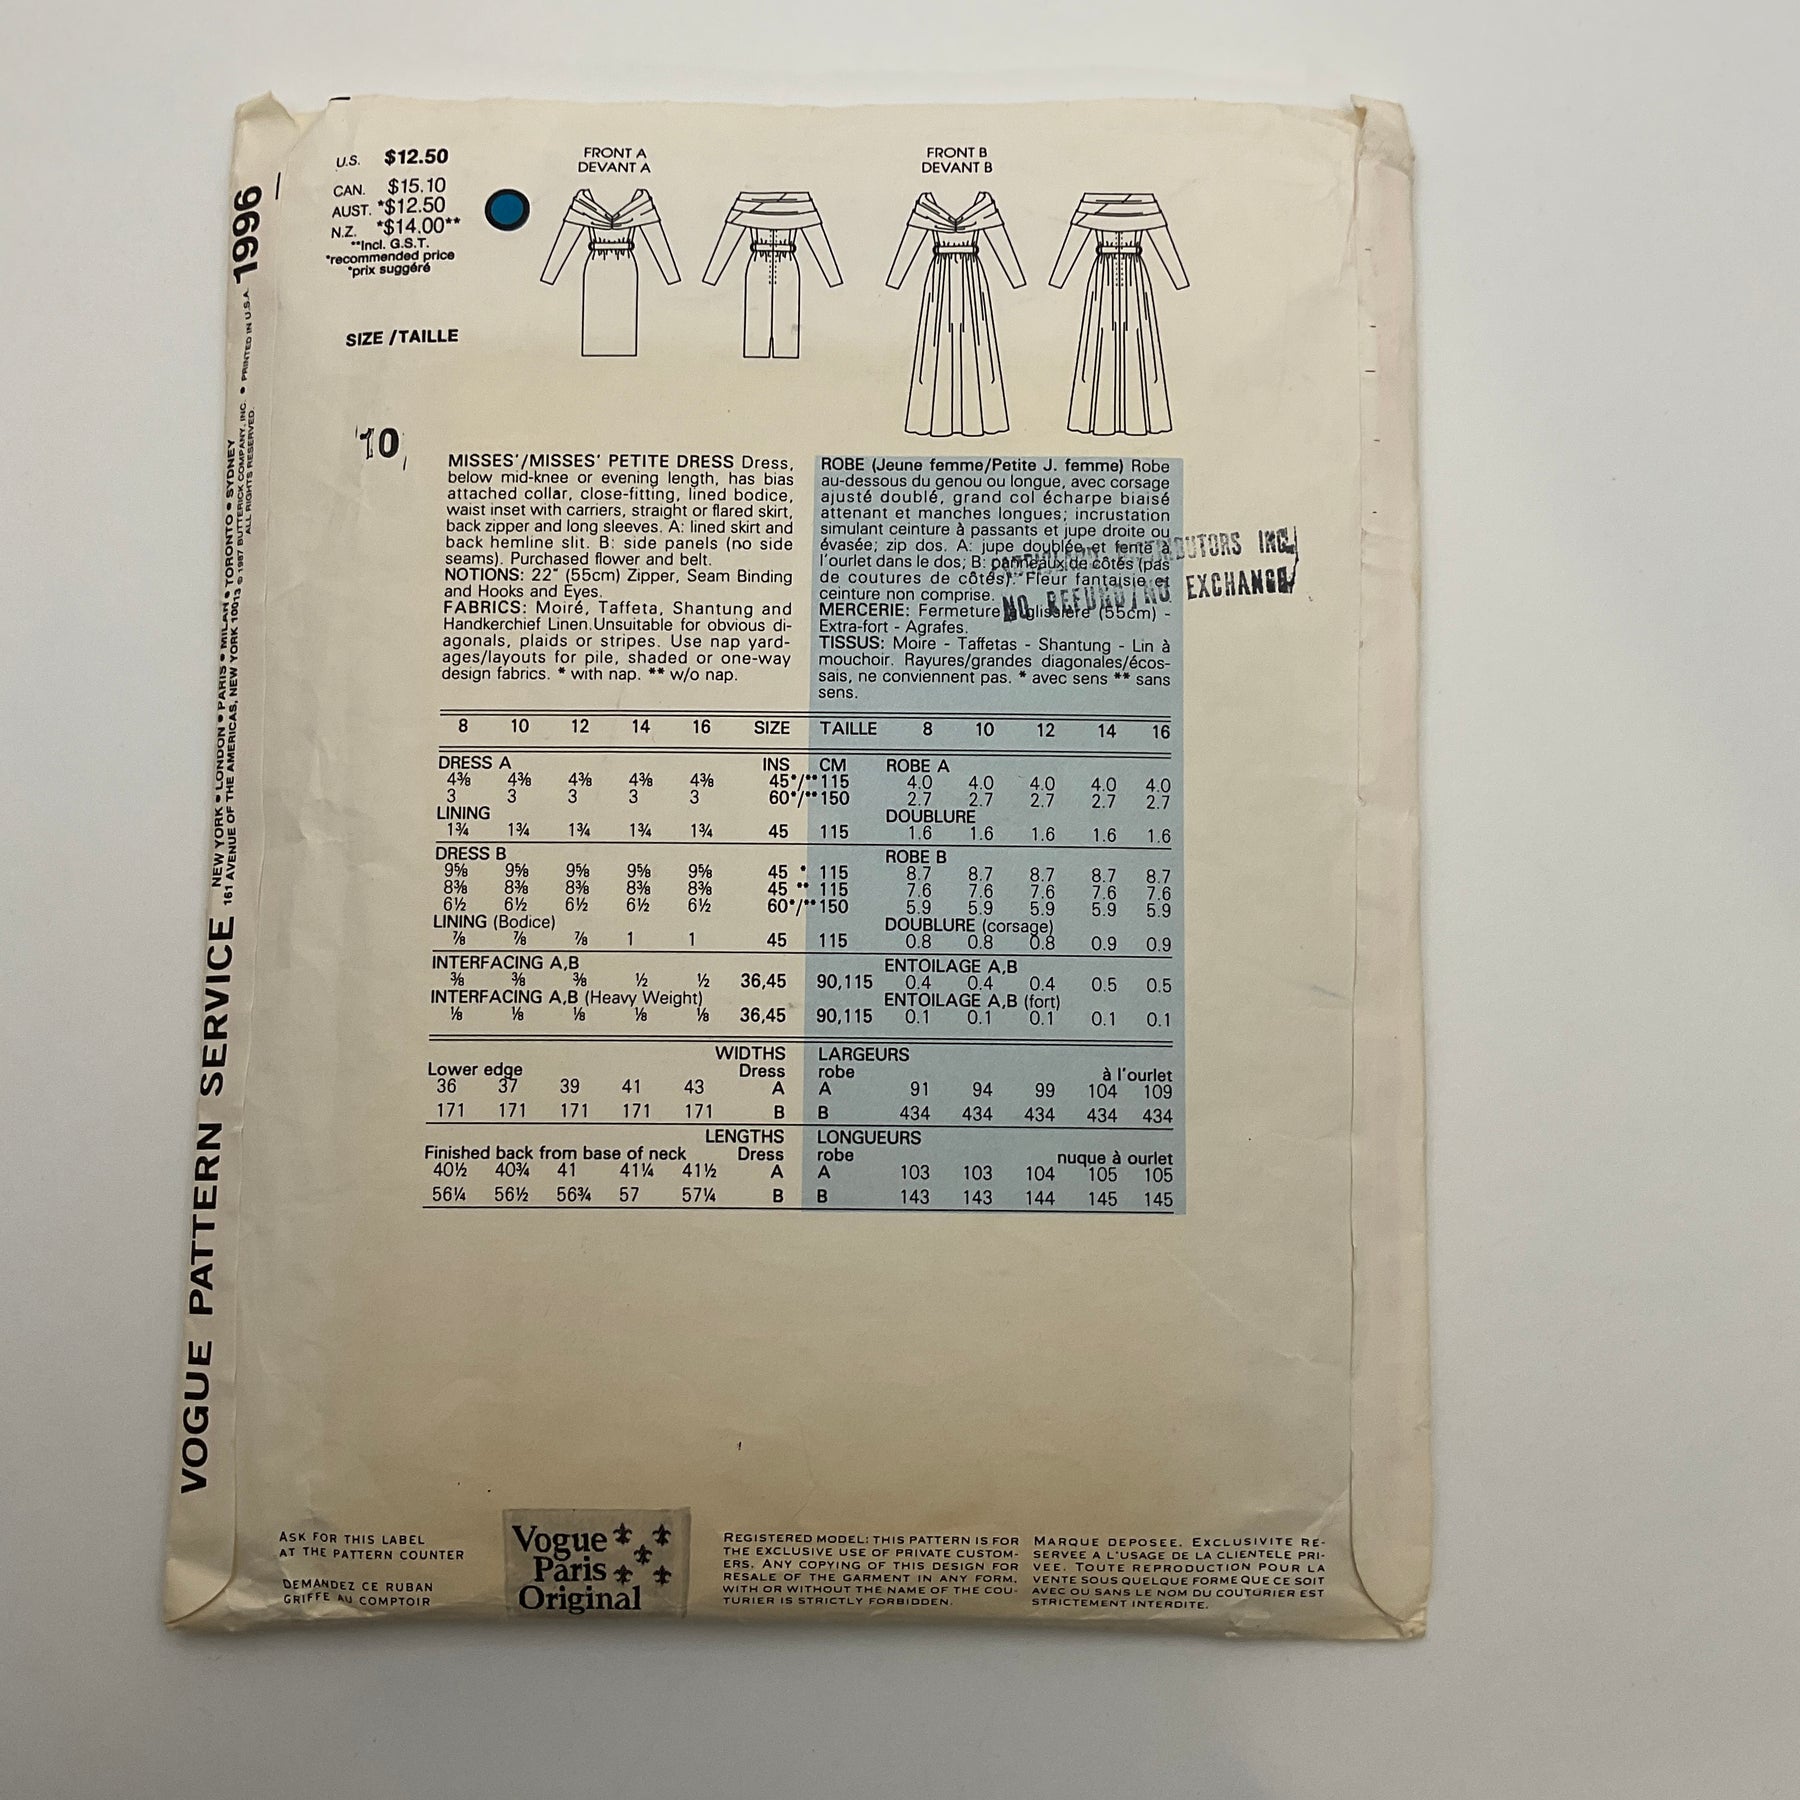 U.S. $12.50
CAN. $15.10
AUST. *$12.50
N.Z. *$14.00**
**Incl. G.S.T.
*recommended price
*prix suggéré
SIZE /TAILLE
10
FRONT A
DEVANT A
FRONT B
DEVANT B
MISSES'/MISSES' PETITE DRESS Dress,
below mid-knee or evening length, has bias
attached collar, close-fitting, lined bodice,
waist inset with carriers, straight or flared skirt,
back zipper and long sleeves. A: lined skirt and
back hemline slit. B: side panels (no side
seams). Purchased flower and belt.
NOTIONS: 22" (55cm) Zipper, Seam Binding
and Hooks and Eyes.
FABRICS: Moiré, Taffeta, Shantung and
Handkerchief Linen.Unsuitable for obvious di-
agonals, plaids or stripes. Use nap yard-
ages/layouts for pile, shaded or one-way
design fabrics. * with nap. ** w/o nap.
ROBE (Jeune femme/Petite J. femme) Robe
au-dessous du genou ou longue, avec corsage
ajusté doublé, grand col écharpe biaisé
attenant et manches longues; incrustation
simulant ceinture à passants et jupe droite ou
évasée; zip dos. A: jupe doublée et fente à
l'ourlet dans le dos; B: panneaux de côtés (pas
de coutures de côtés). Fleur fantaisie et
ceinture non comprise.
MERCERIE: Fermeture à glissière (55cm) -
Extra-fort - Agrafes.
TISSUS: Moire - Taffetas - Shantung - Lin à
mouchoir. Rayures/grandes diagonales/écos-
sais, ne conviennent pas. * avec sens ** sans
sens.
DISTRIBUTORS INC.
NO REFUND/NO EXCHANGE
8 10 12 14 16 SIZE TAILLE 8 10 12 14 16
DRESS A INS CM ROBE A
4⅜ 4⅜ 4⅜ 4⅜ 4⅜ 45*/**115 4.0 4.0 4.0 4.0 4.0
3 3 3 3 3 60*/**150 2.7 2.7 2.7 2.7 2.7
LINING DOUBLURE
1¾ 1¾ 1¾ 1¾ 1¾ 45 115 1.6 1.6 1.6 1.6 1.6
DRESS B ROBE B
9⅝ 9⅝ 9⅝ 9⅝ 9⅝ 45 * 115 8.7 8.7 8.7 8.7 8.7
8⅜ 8⅜ 8⅜ 8⅜ 8⅜ 45 ** 115 7.6 7.6 7.6 7.6 7.6
6½ 6½ 6½ 6½ 6½ 60*/**150 5.9 5.9 5.9 5.9 5.9
LINING (Bodice) DOUBLURE (corsage)
⅞ ⅞ ⅞ 1 1 45 115 0.8 0.8 0.8 0.9 0.9
INTERFACING A,B ENTOILAGE A,B
⅜ ⅜ ⅜ ½ ½ 36,45 90,115 0.4 0.4 0.4 0.5 0.5
INTERFACING A,B (Heavy Weight) ENTOILAGE A,B (fort)
⅛ ⅛ ⅛ ⅛ ⅛ 36,45 90,115 0.1 0.1 0.1 0.1 0.1
WIDTHS LARGEURS
Lower edge Dress robe à l'ourlet
36 37 39 41 43 A A 91 94 99 104 109
171 171 171 171 171 B B 434 434 434 434 434
LENGTHS LONGUEURS
Finished back from base of neck Dress robe nuque à ourlet
40½ 40¾ 41 41¼ 41½ A A 103 103 104 105 105
56¼ 56½ 56¾ 57 57¼ B B 143 143 144 145 145
VOGUE PATTERN SERVICE NEW YORK • LONDON • PARIS • MILAN • TORONTO • SYDNEY 1996
161 AVENUE OF THE AMERICAS, NEW YORK 10013 © 1987 BUTTERICK COMPANY, INC. • PRINTED IN U.S.A.
ALL RIGHTS RESERVED.
ASK FOR THIS LABEL
AT THE PATTERN COUNTER
DEMANDEZ CE RUBAN
GRIFFE AU COMPTOIR
Vogue
Paris
Original
REGISTERED MODEL: THIS PATTERN IS FOR
THE EXCLUSIVE USE OF PRIVATE CUSTOM-
ERS. ANY COPYING OF THIS DESIGN FOR
RESALE OF THE GARMENT IN ANY FORM,
WITH OR WITHOUT THE NAME OF THE COU-
TURIER IS STRICTLY FORBIDDEN.
MARQUE DEPOSEE. EXCLUSIVITE RE-
SERVEE A L'USAGE DE LA CLIENTELE PRI-
VEE. TOUTE REPRODUCTION POUR LA
VENTE SOUS QUELQUE FORME QUE CE SOIT
AVEC OU SANS LE NOM DU COUTURIER EST
STRICTEMENT INTERDITE.